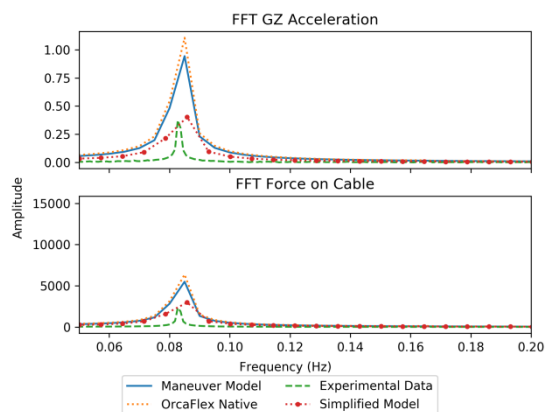 FFT GZ Acceleration
1.00
0.75
0.50
0.25
0.00
FFT Force on Cable
Amplitude
15000
10000
5000
0
0.06 0.08 0.10 0.12 0.14 0.16 0.18 0.20
Frequency (Hz)
Maneuver Model Experimental Data
OrcaFlex Native Simplified Model